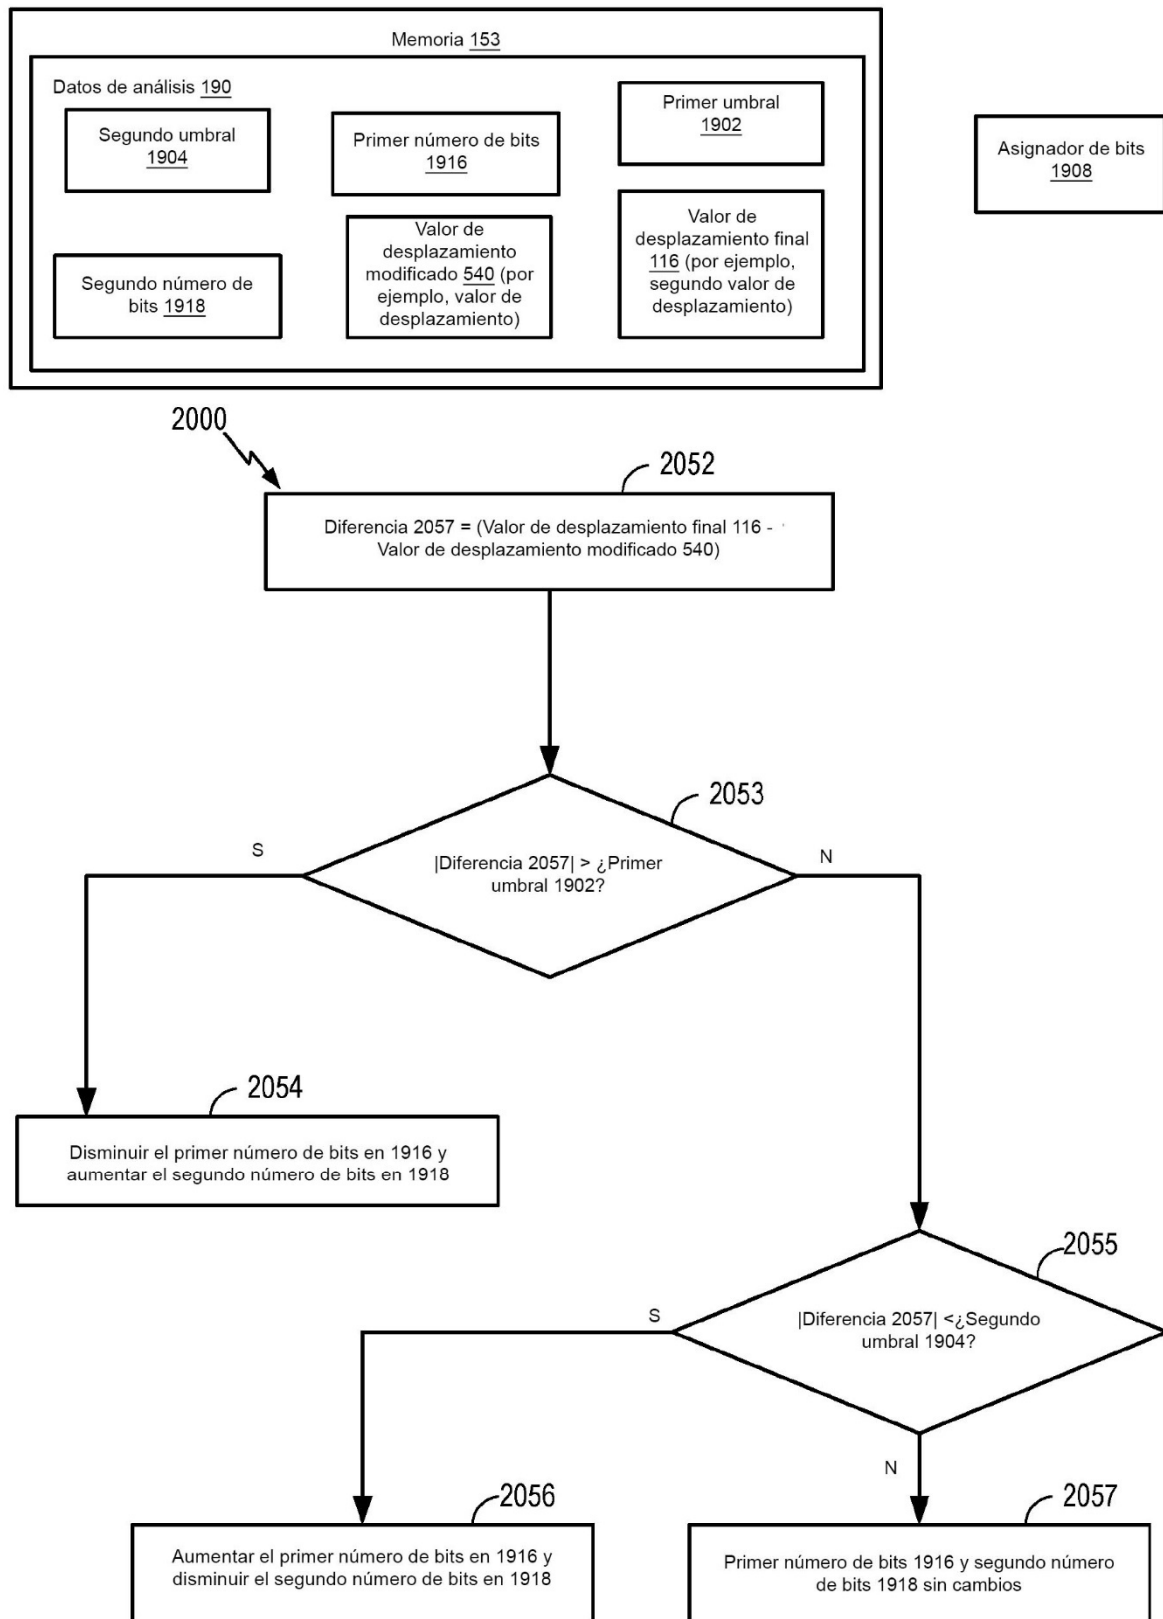 Memoria 153
Datos de análisis 190
Segundo umbral
1904
Primer número de bits
1916
Primer umbral
1902
Asignador de bits
1908
Segundo número de
bits 1918
Valor de
desplazamiento
modificado 540 (por
ejemplo, valor de
desplazamiento)
Valor de
desplazamiento final
116 (por ejemplo,
segundo valor de
desplazamiento)
2000
2052
Diferencia 2057 = (Valor de desplazamiento final 116 -
Valor de desplazamiento modificado 540)
2053
S
|Diferencia 2057| > ¿Primer
umbral 1902?
N
2054
Disminuir el primer número de bits en 1916 y
aumentar el segundo número de bits en 1918
2055
S
|Diferencia 2057| <¿Segundo
umbral 1904?
N
2056
Aumentar el primer número de bits en 1916 y
disminuir el segundo número de bits en 1918
2057
Primer número de bits 1916 y segundo número
de bits 1918 sin cambios